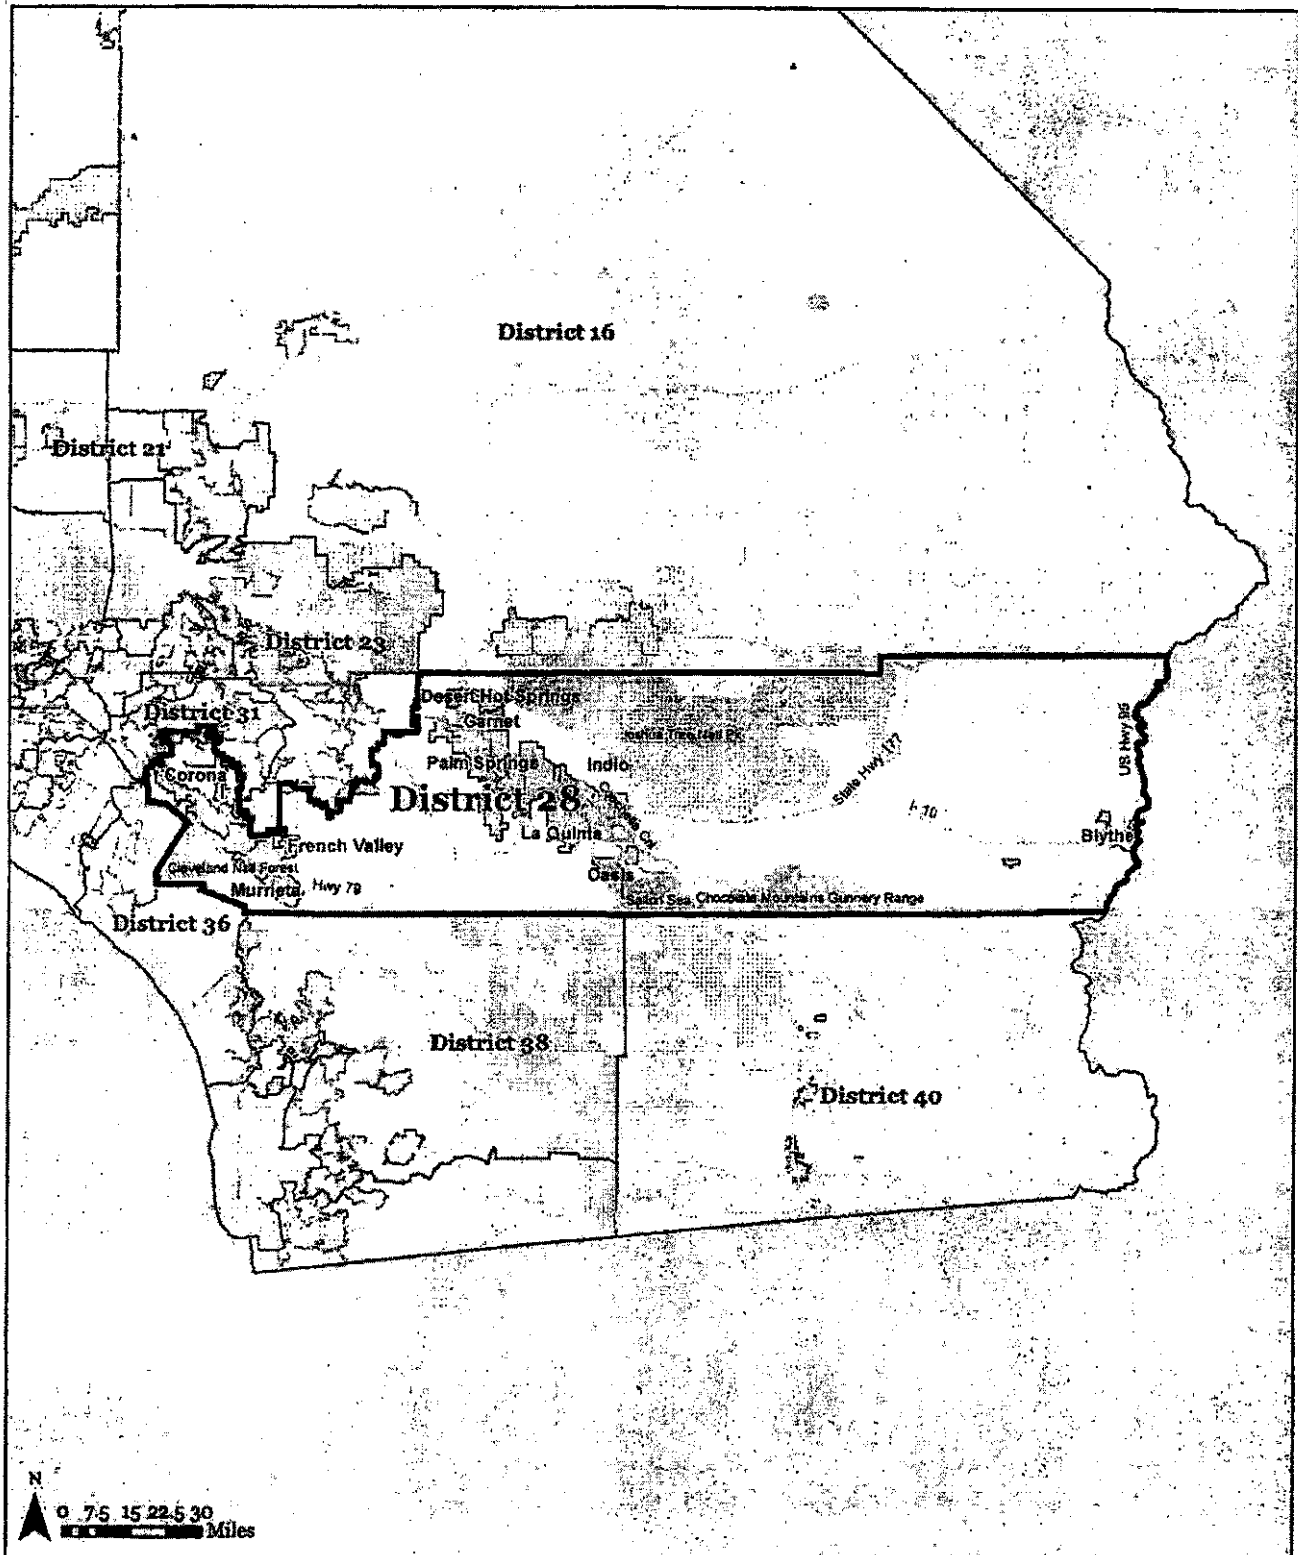 District 16
District 21
District 23
Desert Hot Springs
District 31
Garnet
US Hwy 95
Joshua Tree Natl Pk
Palm Springs
Indio
Corona
State Hwy 177
District 28
I- 10
La Quinta
Blythe
French Valley
Cleveland Natl Forest
Oasis
Murrieta
Hwy 79
Salton Sea
Chocolate Mountains Gunnery Range
District 36
District 38
District 40
N
0 7.5 15 22.5 30
Miles